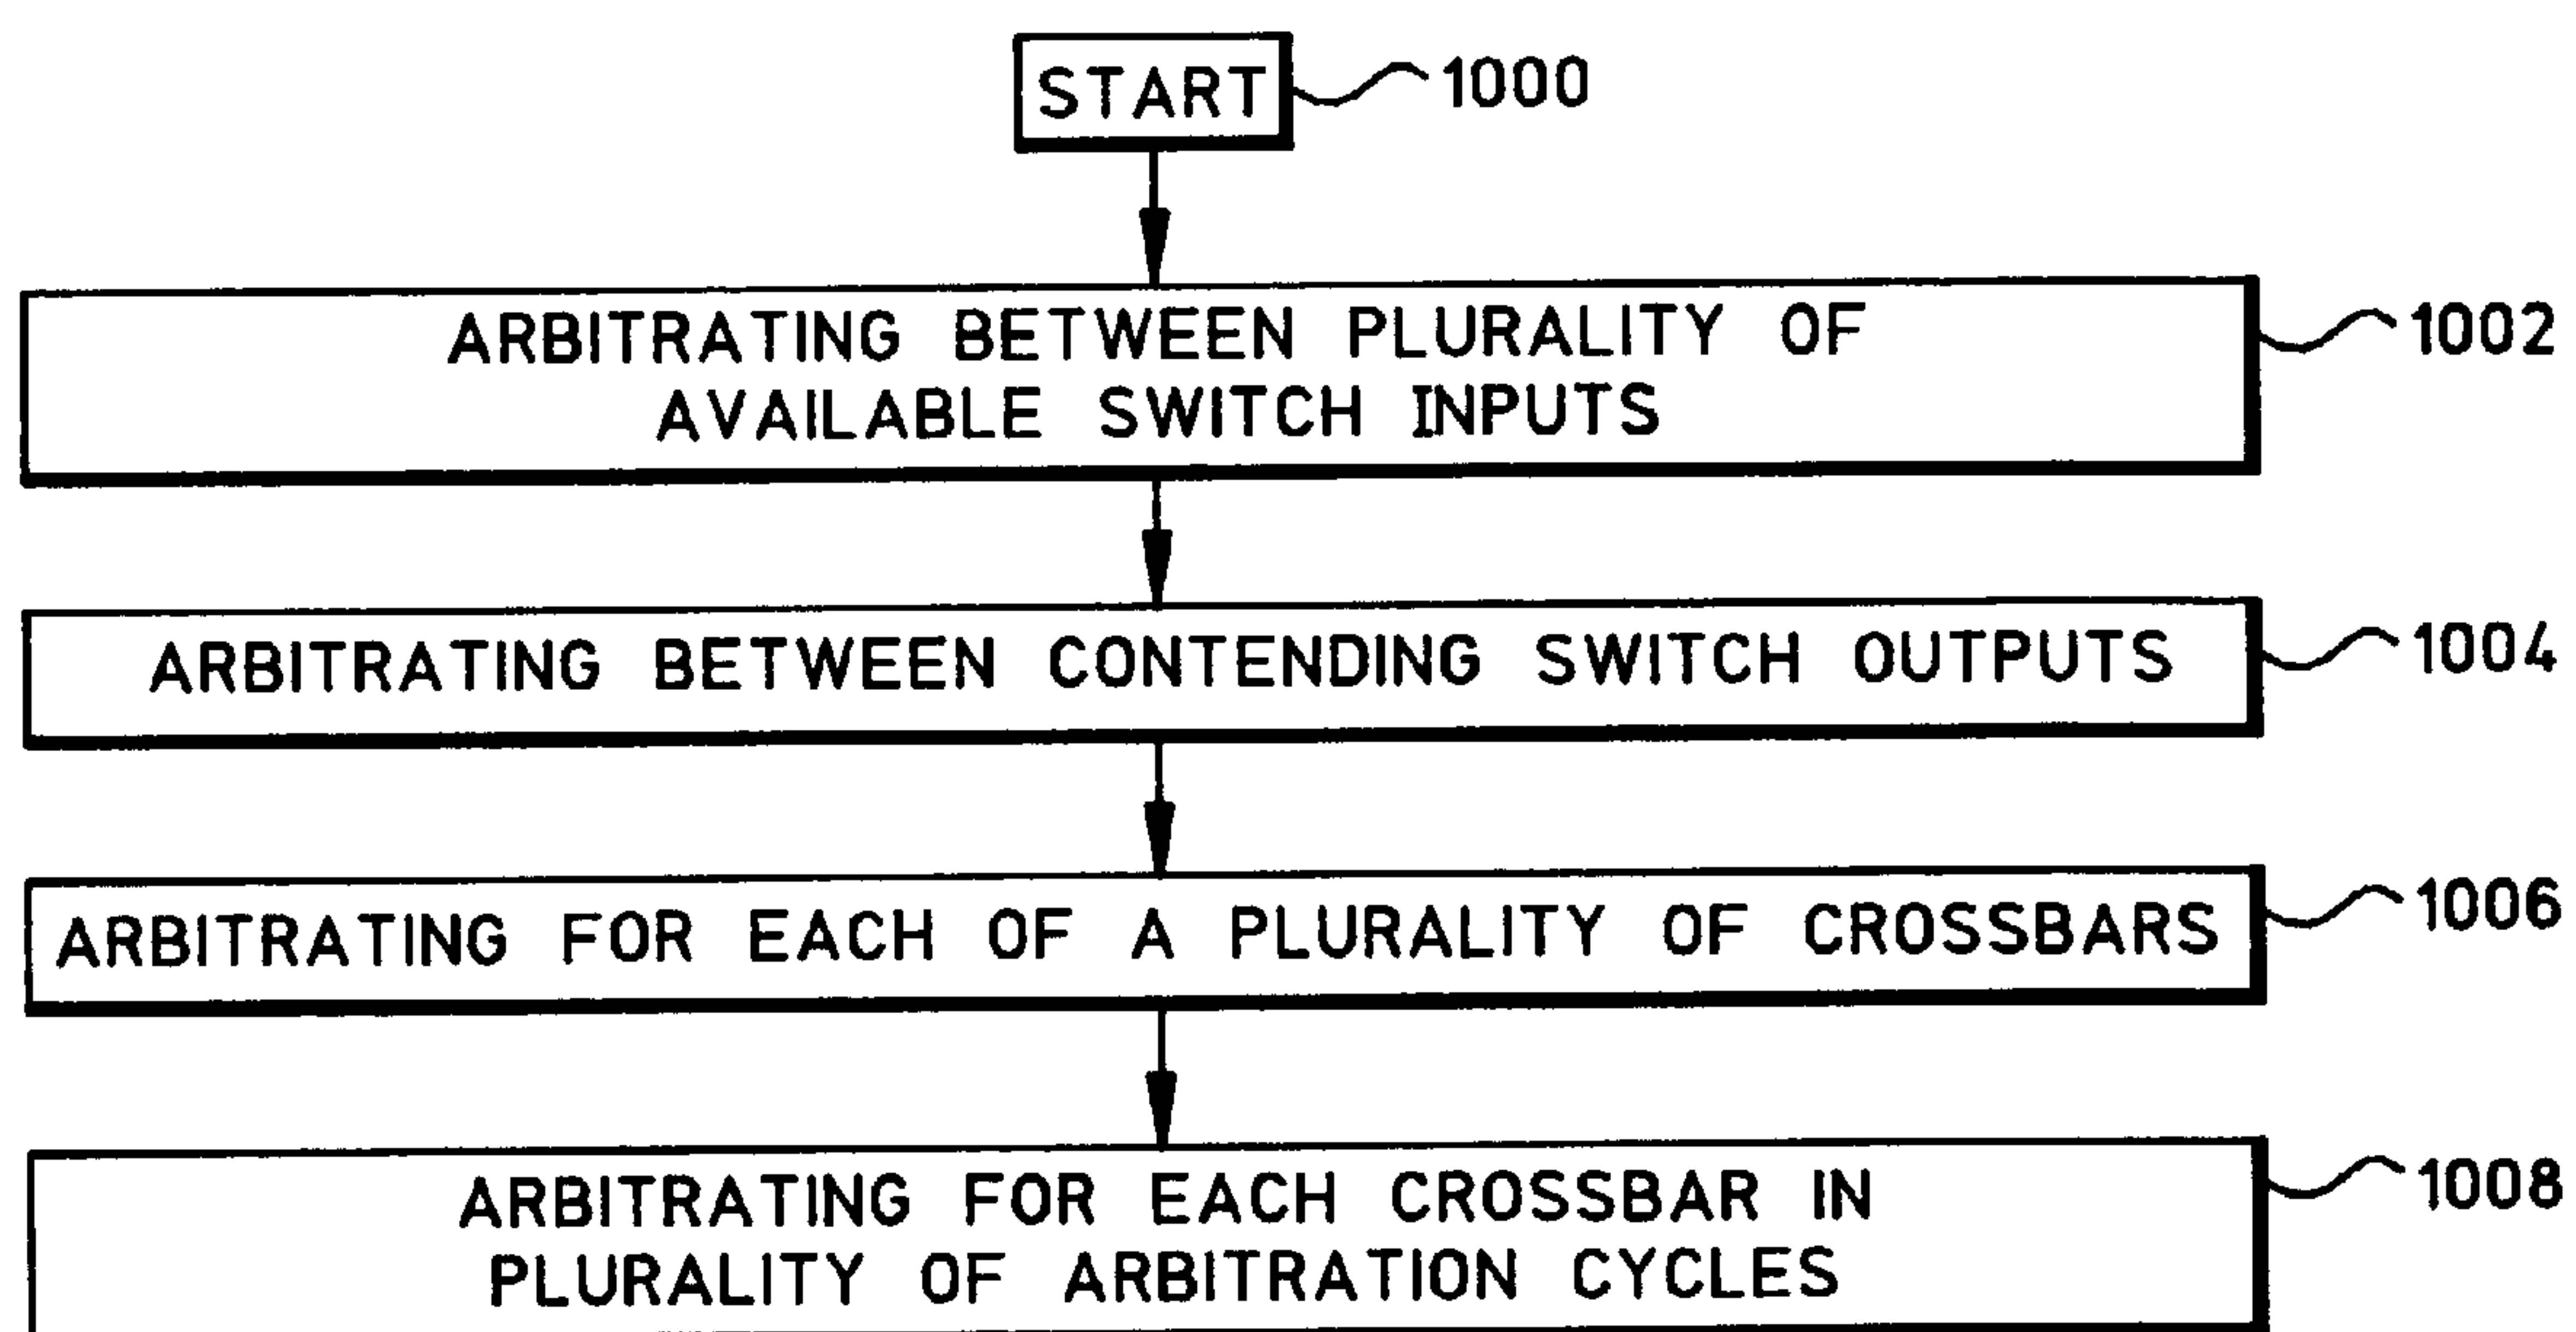 START
1000
ARBITRATING BETWEEN PLURALITY OF
AVAILABLE SWITCH INPUTS
1002
ARBITRATING BETWEEN CONTENDING SWITCH OUTPUTS
1004
ARBITRATING FOR EACH OF A PLURALITY OF CROSSBARS
1006
ARBITRATING FOR EACH CROSSBAR IN
PLURALITY OF ARBITRATION CYCLES
1008